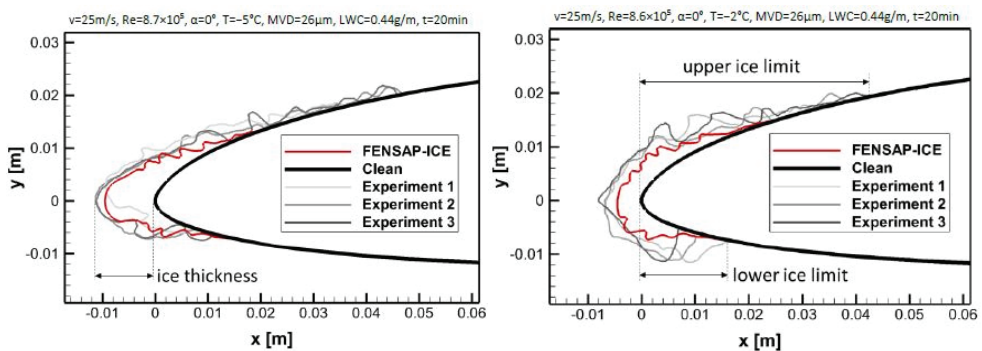 v=25m/s, Re=8.7×10⁵, α=0°, T=−5°C, MVD=26μm, LWC=0.44g/m, t=20min
0.03
0.02
0.01
0
-0.01
y [m]
FENSAP-ICE
Clean
Experiment 1
Experiment 2
Experiment 3
ice thickness
-0.01 0 0.01 0.02 0.03 0.04 0.05 0.06
x [m]
v=25m/s, Re=8.6×10⁵, α=0°, T=−2°C, MVD=26μm, LWC=0.44g/m, t=20min
0.03
0.02
0.01
0
-0.01
y [m]
upper ice limit
FENSAP-ICE
Clean
Experiment 1
Experiment 2
Experiment 3
lower ice limit
-0.01 0 0.01 0.02 0.03 0.04 0.05 0.06
x [m]